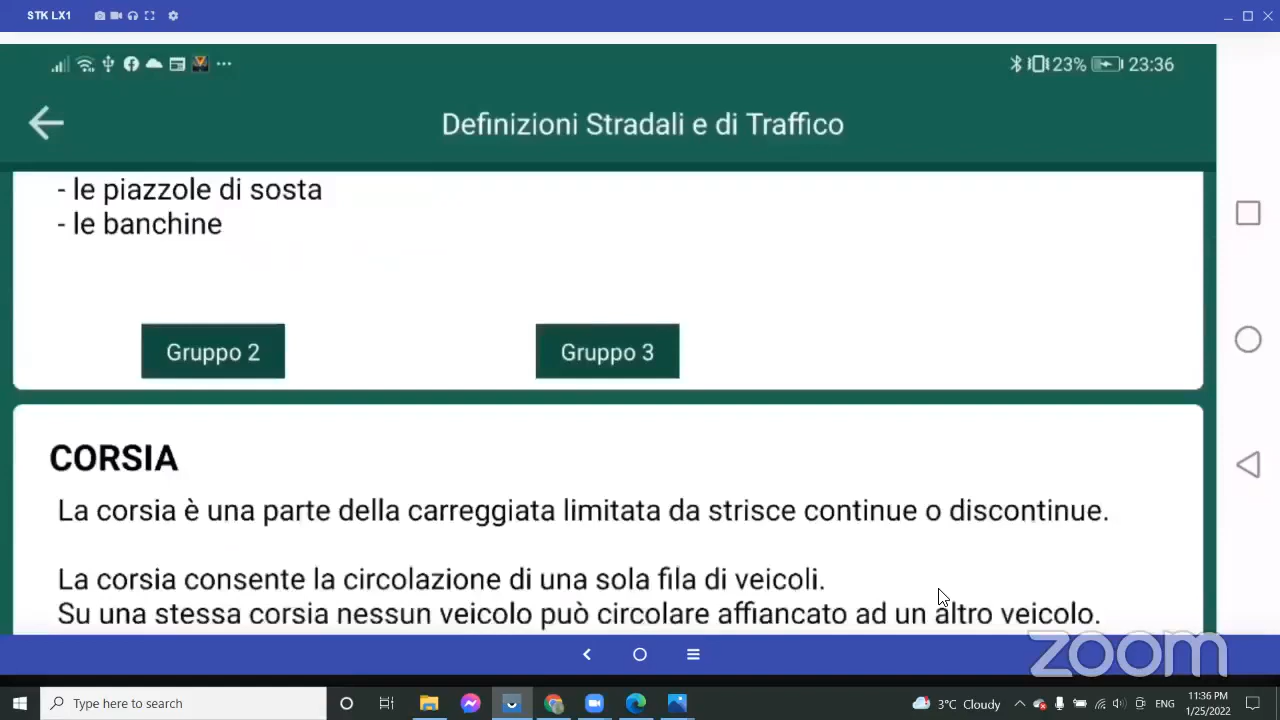 STK LX1
23% 23:36
Definizioni Stradali e di Traffico
- le piazzole di sosta
- le banchine
Gruppo 2
Gruppo 3
CORSIA
La corsia è una parte della carreggiata limitata da strisce continue o discontinue.
La corsia consente la circolazione di una sola fila di veicoli.
Su una stessa corsia nessun veicolo può circolare affiancato ad un altro veicolo.
zoom
Type here to search
3°C Cloudy
ENG
11:36 PM
1/25/2022